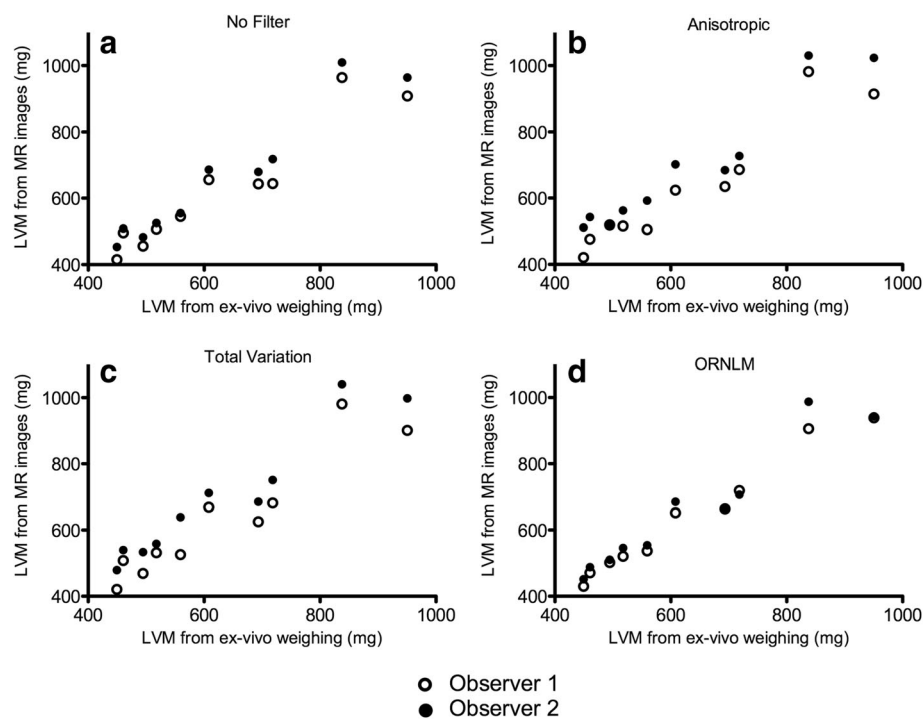 No Filter
a
LVM from MR images (mg)
1000
800
600
400
400 600 800 1000
LVM from ex-vivo weighing (mg)
Anisotropic
b
LVM from MR images (mg)
1000
800
600
400
400 600 800 1000
LVM from ex-vivo weighing (mg)
Total Variation
c
LVM from MR images (mg)
1000
800
600
400
400 600 800 1000
LVM from ex-vivo weighing (mg)
ORNLM
d
LVM from MR images (mg)
1000
800
600
400
400 600 800 1000
LVM from ex-vivo weighing (mg)
Observer 1
Observer 2